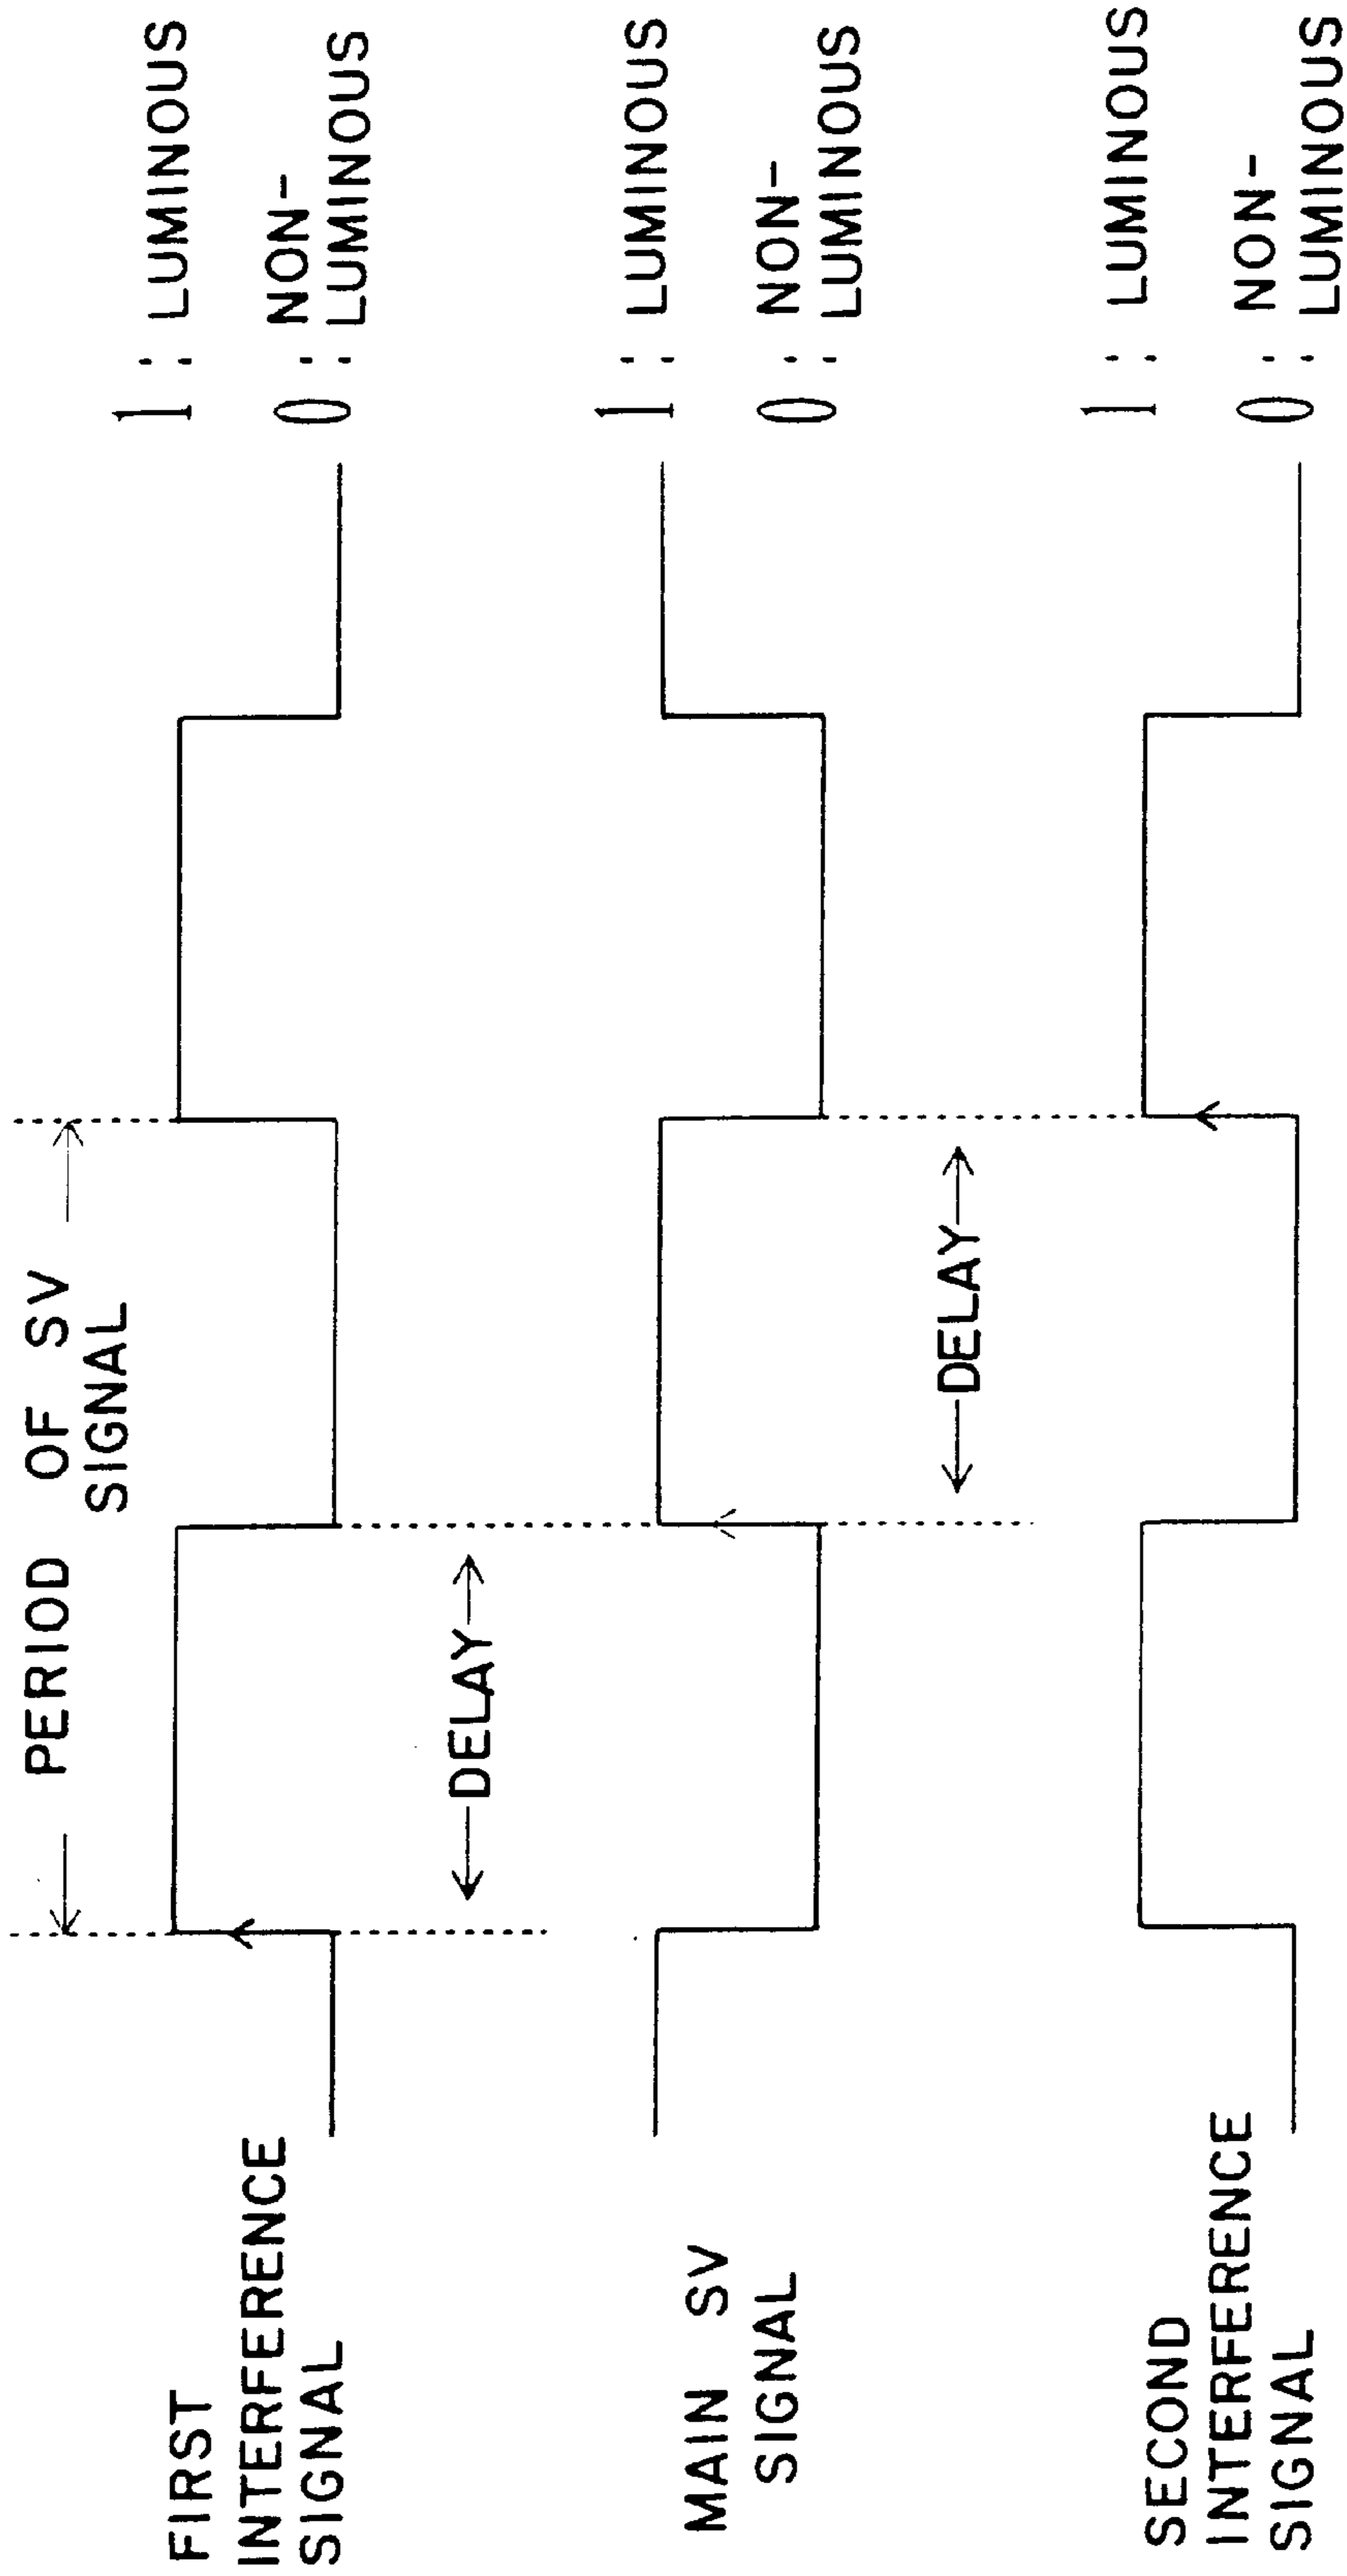 PERIOD OF SV
SIGNAL
FIRST
INTERFERENCE
SIGNAL
1 : LUMINOUS
0 : NON-
LUMINOUS
DELAY
MAIN SV
SIGNAL
1 : LUMINOUS
0 : NON-
LUMINOUS
DELAY
SECOND
INTERFERENCE
SIGNAL
1 : LUMINOUS
0 : NON-
LUMINOUS